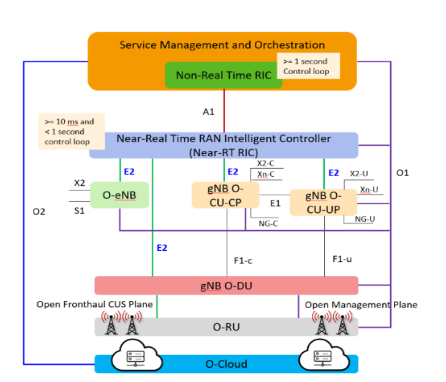 Service Management and Orchestration
>= 1 second
Control loop
Non-Real Time RIC
A1
>= 10 ms and
< 1 second
control loop
Near-Real Time RAN Intelligent Controller
(Near-RT RIC)
O1
X2-C
Xn-C
X2-U
Xn-U
E2
E2
E2
X2
O-eNB
S1
gNB O-
CU-CP
E1
gNB O-
CU-UP
NG-C
NG-U
O2
E2
F1-c
F1-u
gNB O-DU
Open Fronthaul CUS Plane
Open Management Plane
O-RU
O-Cloud